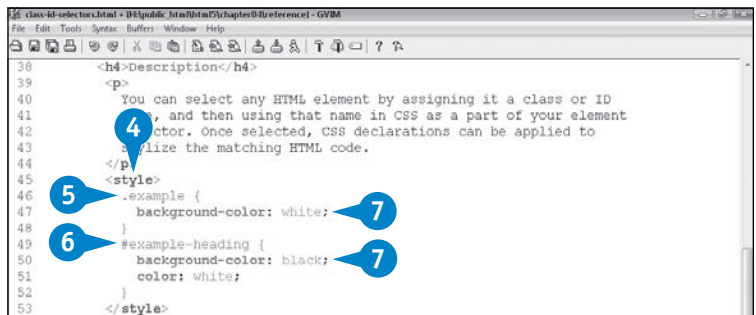 class-id-selectors.html + (H:\public_html\html5\chapter04\reference) - GVIM
File Edit Tools Syntax Buffers Window Help
38 <h4>Description</h4>
39 <p>
40 You can select any HTML element by assigning it a class or ID
41 , and then using that name in CSS as a part of your element
42 ctor. Once selected, CSS declarations can be applied to
43 ylize the matching HTML code.
44 </p
45 <style>
46 .example {
47 background-color: white;
48 }
49 #example-heading {
50 background-color: black;
51 color: white;
52 }
53 </style>
4
5
7
6
7